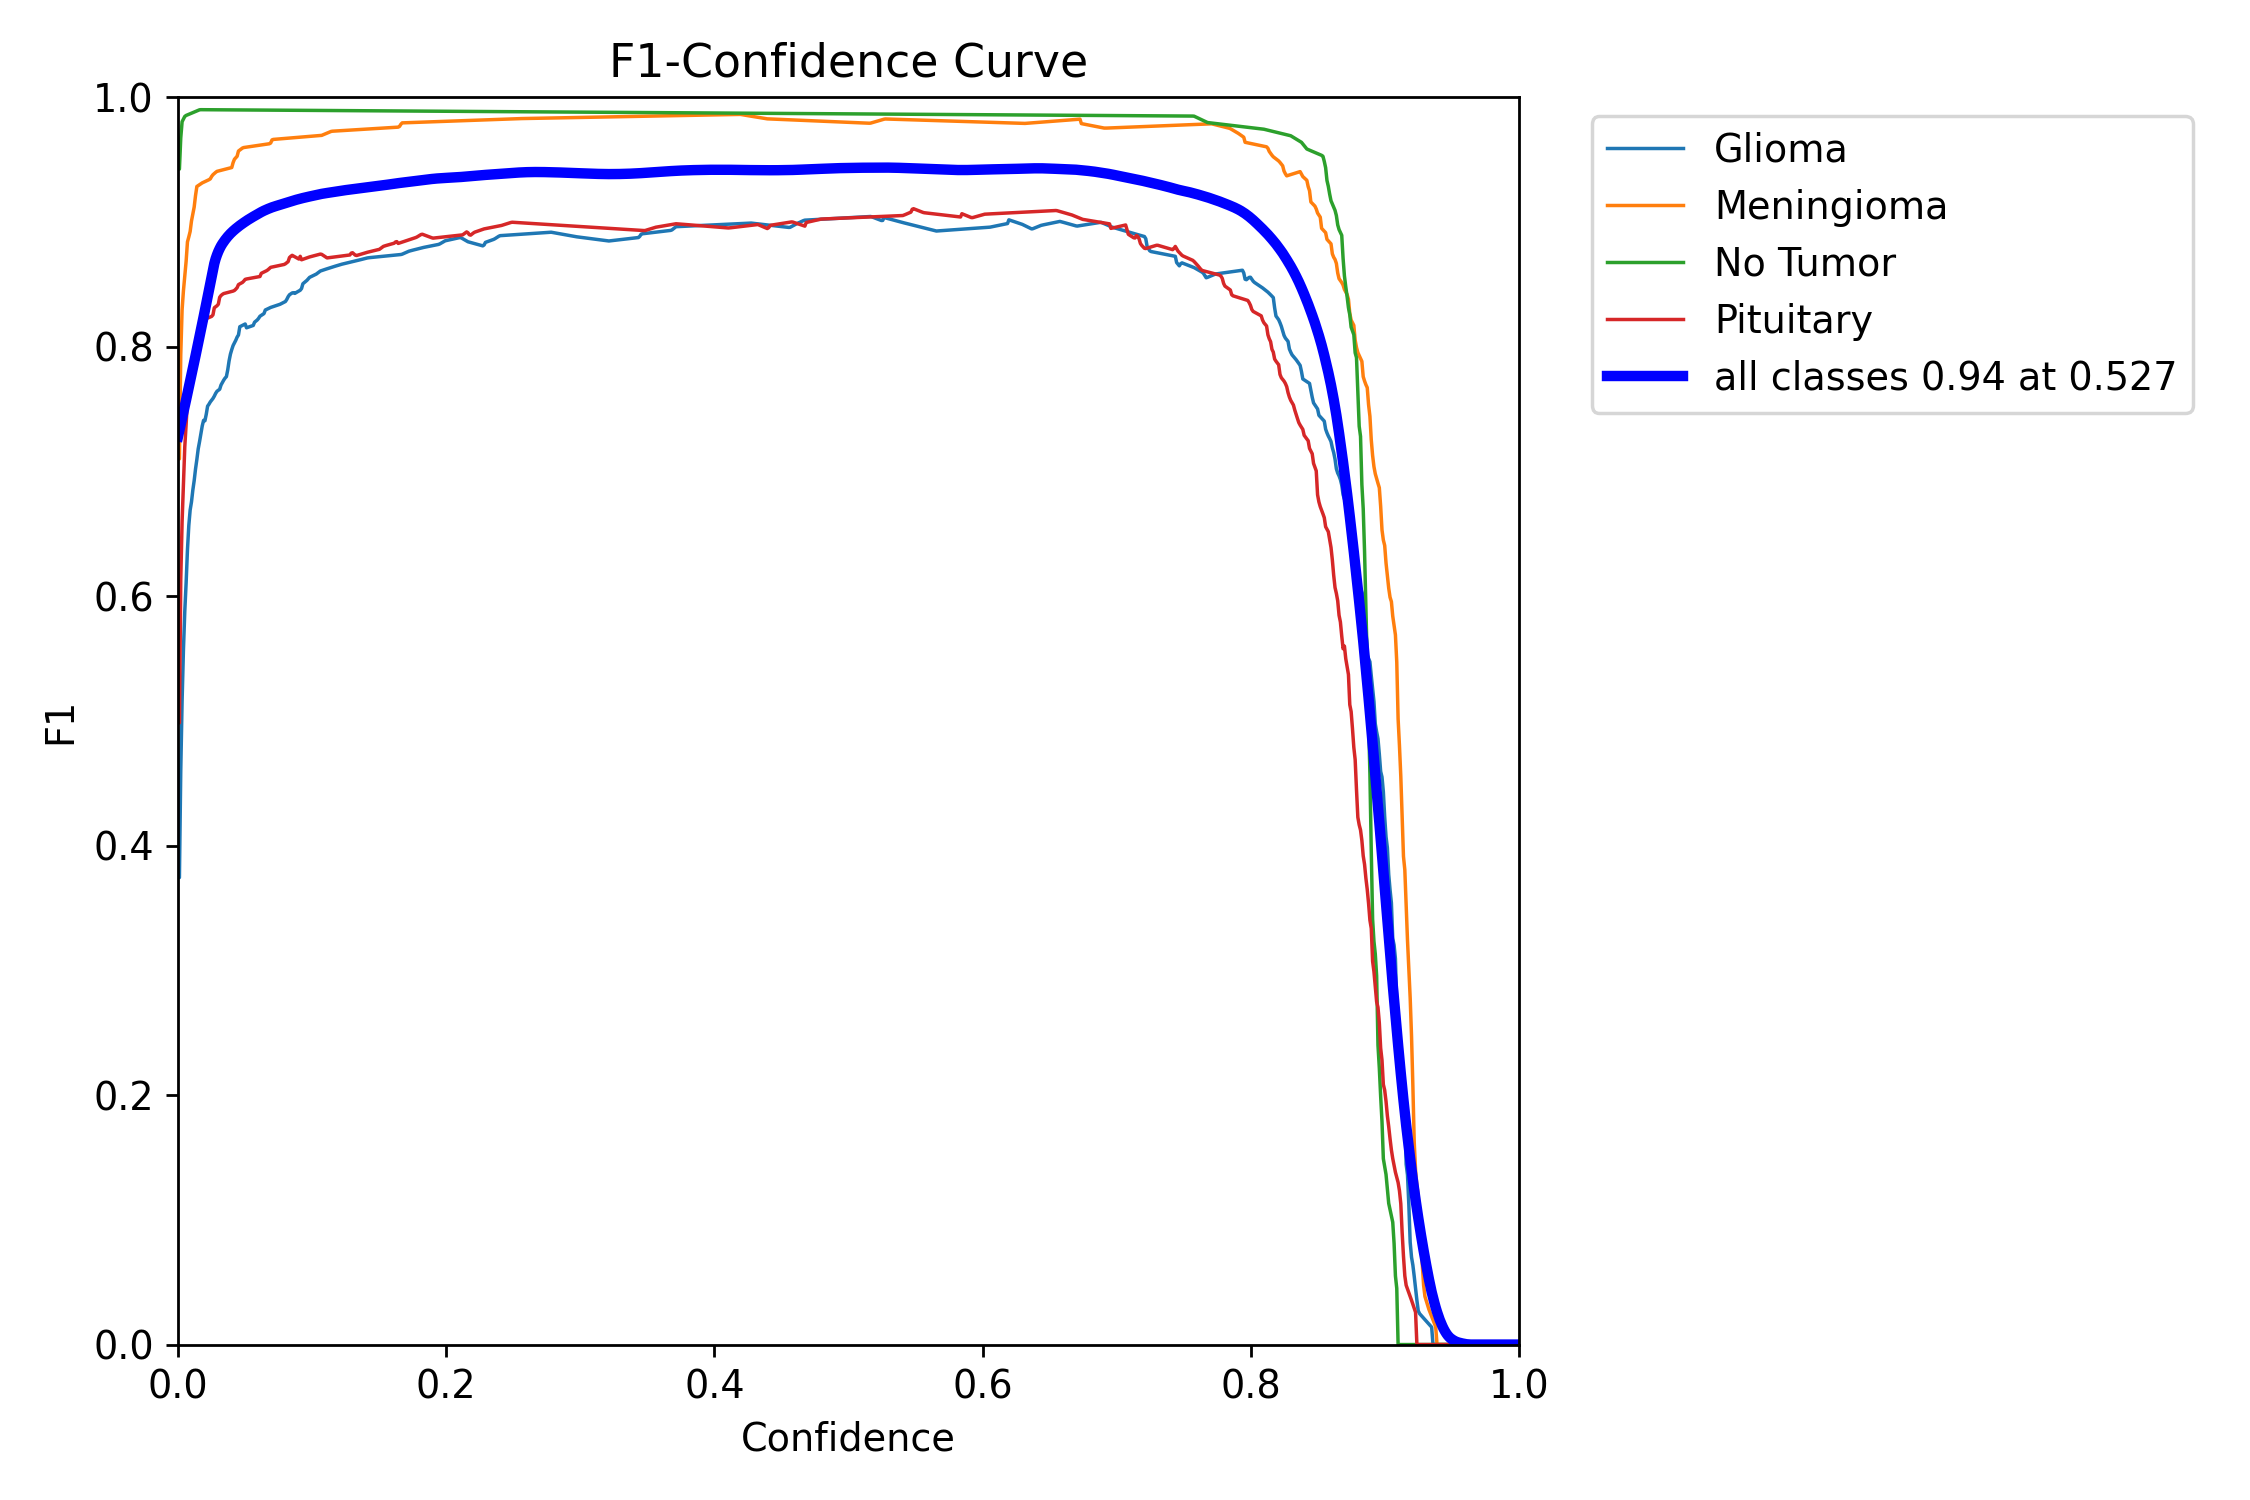 F1-Confidence Curve
1.0
0.8
0.6
0.4
0.2
0.0
F1
0.0 0.2 0.4 0.6 0.8 1.0
Confidence
Glioma
Meningioma
No Tumor
Pituitary
all classes 0.94 at 0.527